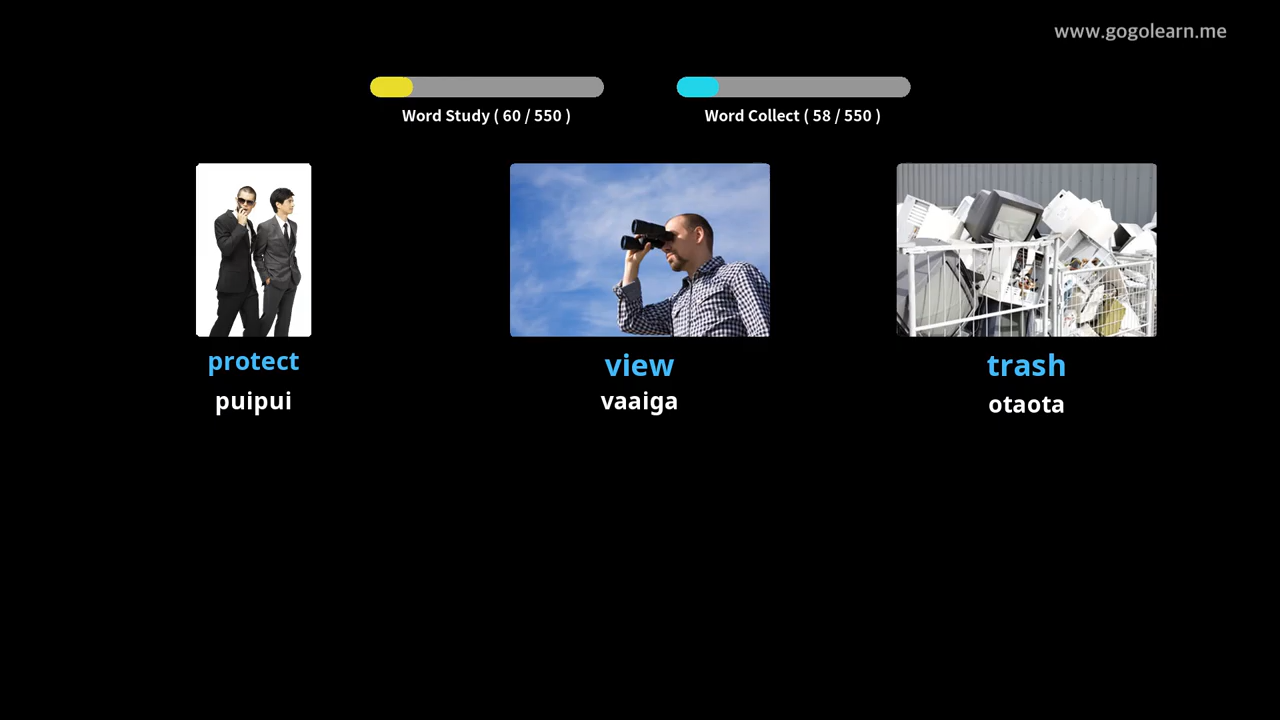 www.gogolearn.me
Word Study ( 60 / 550 )
Word Collect ( 58 / 550 )
protect
puipui
view
vaaiga
trash
otaota